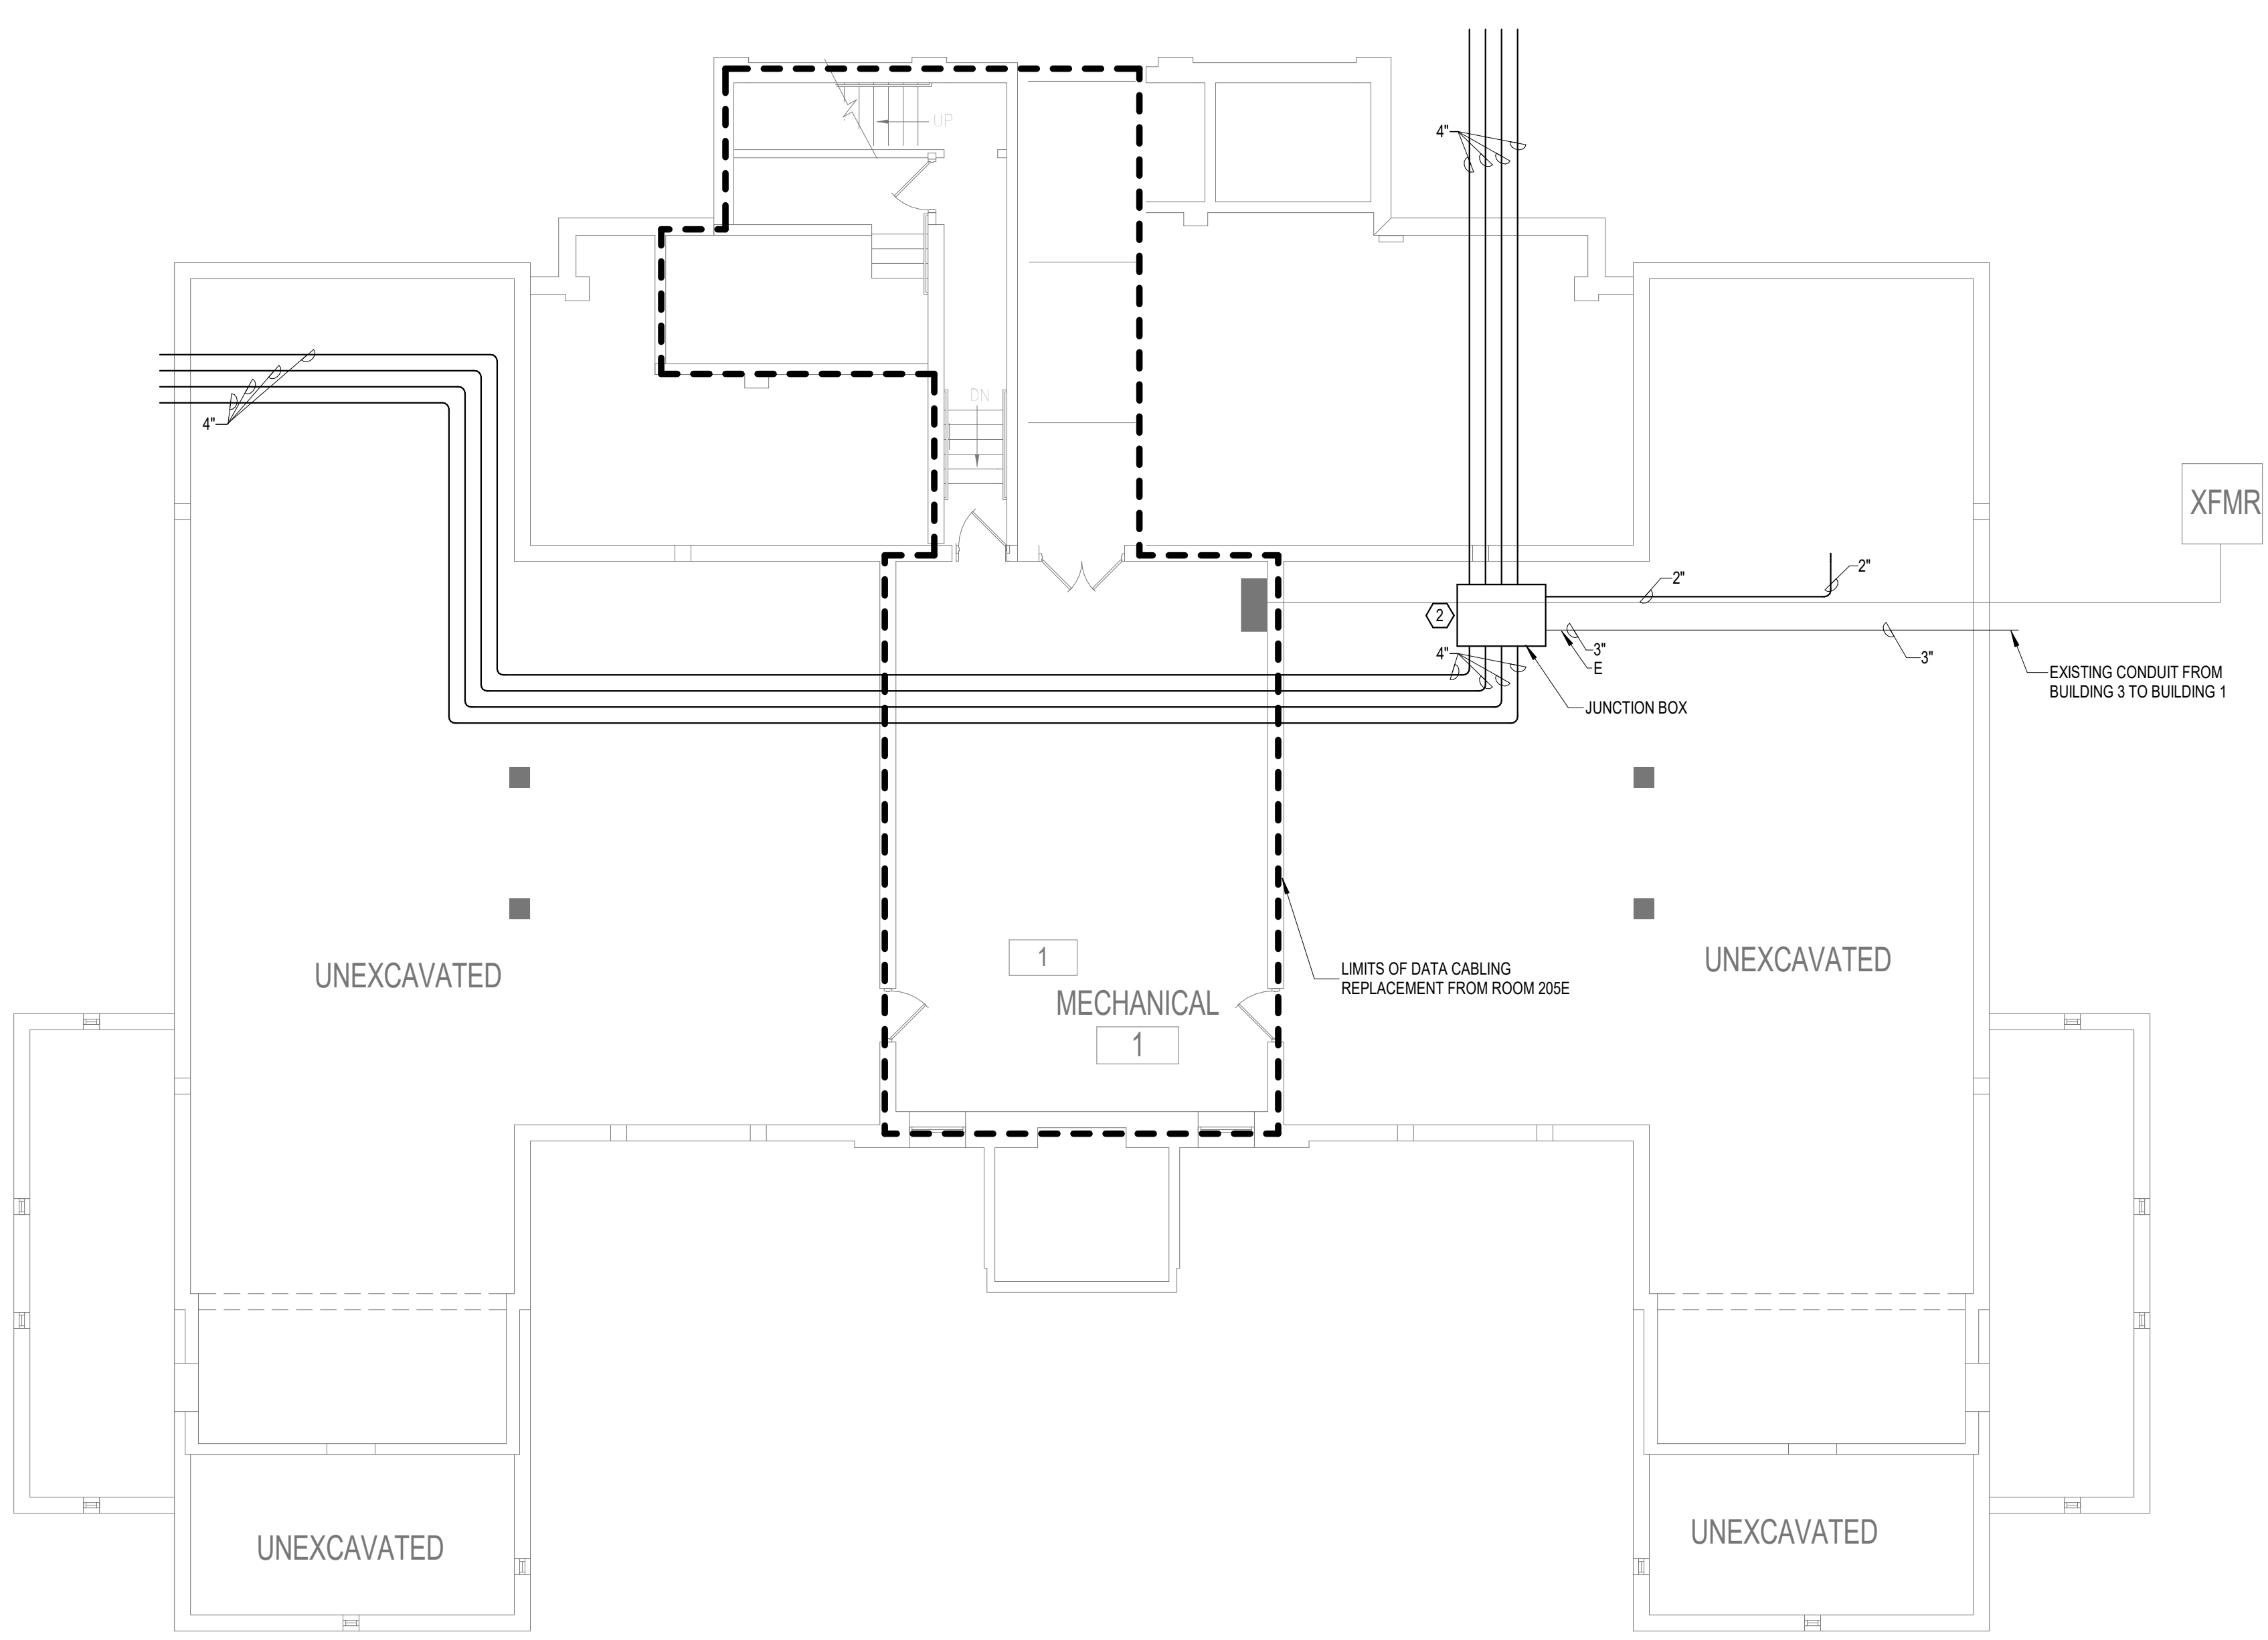 UP
4"
4"
DN
XFMR
2"
2"
2
3"
E
4"
3"
EXISTING CONDUIT FROM
BUILDING 3 TO BUILDING 1
JUNCTION BOX
1
UNEXCAVATED
UNEXCAVATED
LIMITS OF DATA CABLING
REPLACEMENT FROM ROOM 205E
MECHANICAL
1
UNEXCAVATED
UNEXCAVATED